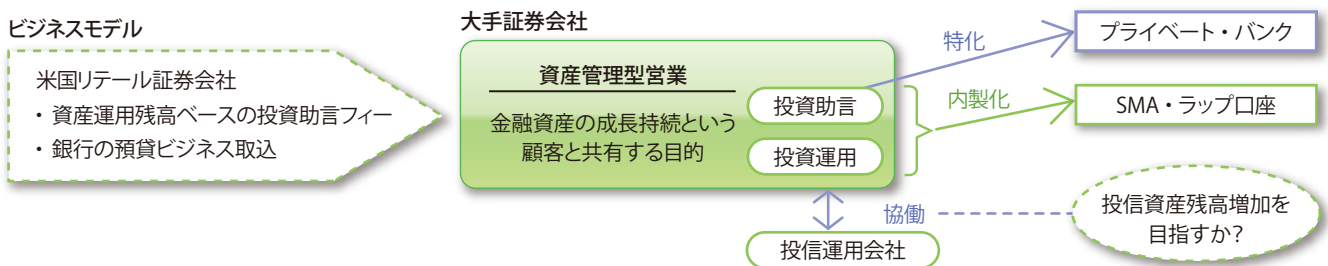 ビジネスモデル
米国リテール証券会社
・資産運用残高ベースの投資助言フィー
・銀行の預貸ビジネス取込
大手証券会社
資産管理型営業
金融資産の成長持続という
顧客と共有する目的
投資助言
投資運用
特化
プライベート・バンク
内製化
SMA・ラップ口座
協働
投信運用会社
投信資産残高増加を
目指すか?